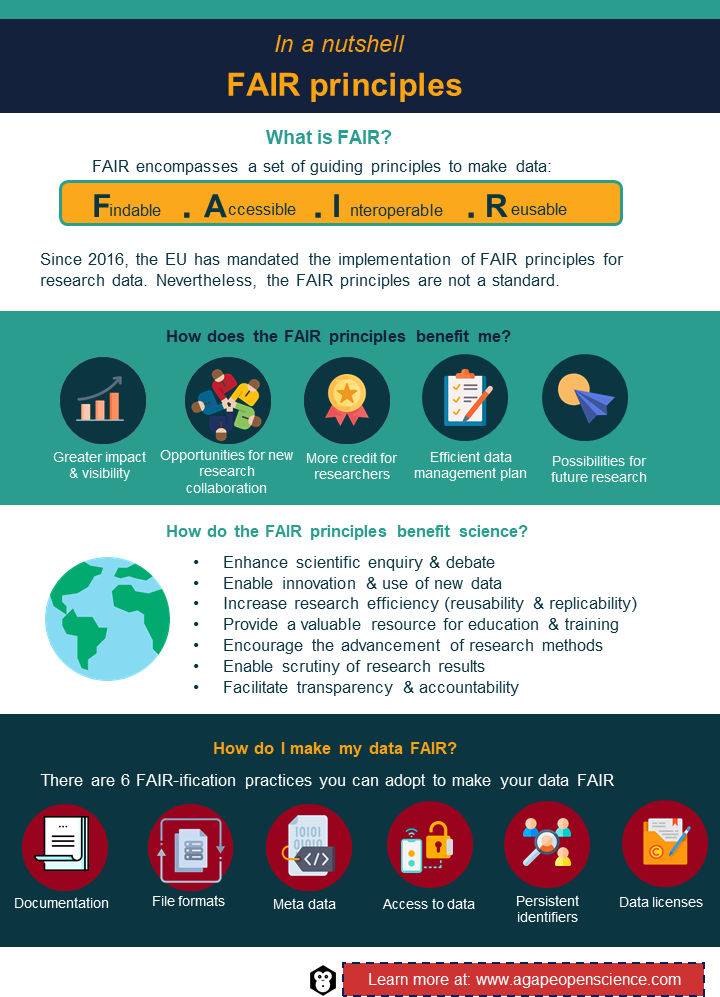 In a nutshell
FAIR principles
What is FAIR?
FAIR encompasses a set of guiding principles to make data:
Findable . Accessible . Interoperable . Reusable
Since 2016, the EU has mandated the implementation of FAIR principles for
research data. Nevertheless, the FAIR principles are not a standard.
How does the FAIR principles benefit me?
Greater impact
& visibility
Opportunities for new
research
collaboration
More credit for
researchers
Efficient data
management plan
Possibilities for
future research
How do the FAIR principles benefit science?
• Enhance scientific enquiry & debate
• Enable innovation & use of new data
• Increase research efficiency (reusability & replicability)
• Provide a valuable resource for education & training
• Encourage the advancement of research methods
• Enable scrutiny of research results
• Facilitate transparency & accountability
How do I make my data FAIR?
There are 6 FAIR-ification practices you can adopt to make your data FAIR
Documentation
File formats
01010
01010
</>
Meta data
Access to data
Persistent
identifiers
C
Data licenses
Learn more at: www.agapeopenscience.com